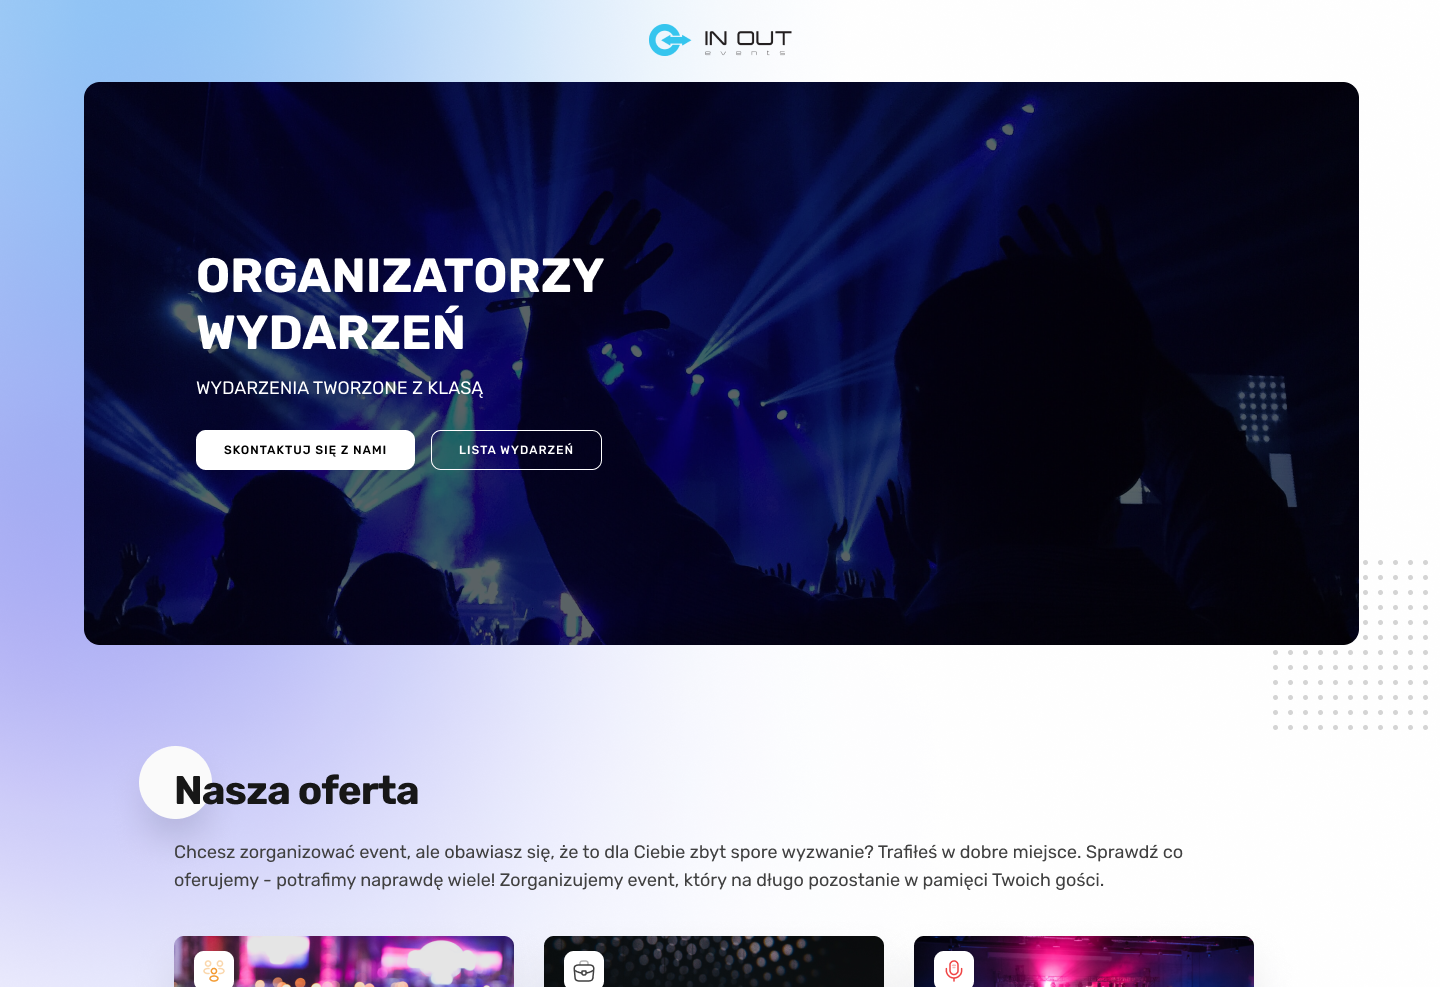 IN OUT
events
ORGANIZATORZY
WYDARZEŃ
WYDARZENIA TWORZONE Z KLASĄ
SKONTAKTUJ SIĘ Z NAMI
LISTA WYDARZEŃ
Nasza oferta
Chcesz zorganizować event, ale obawiasz się, że to dla Ciebie zbyt spore wyzwanie? Trafiłeś w dobre miejsce. Sprawdź co
oferujemy - potrafimy naprawdę wiele! Zorganizujemy event, który na długo pozostanie w pamięci Twoich gości.